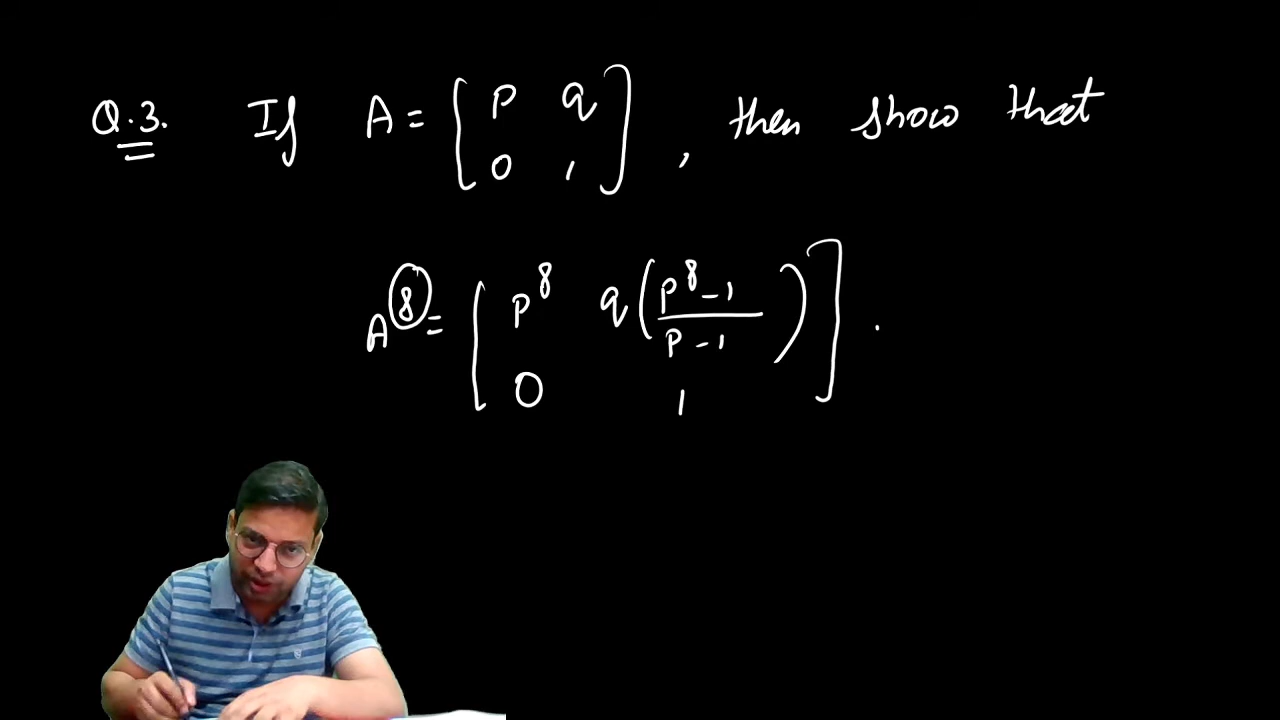 Q.3. If A = [ p q ; 0 1 ] , then show that
A^8 = [ p^8 q( (p^8-1)/(p-1) ) ; 0 1 ] .